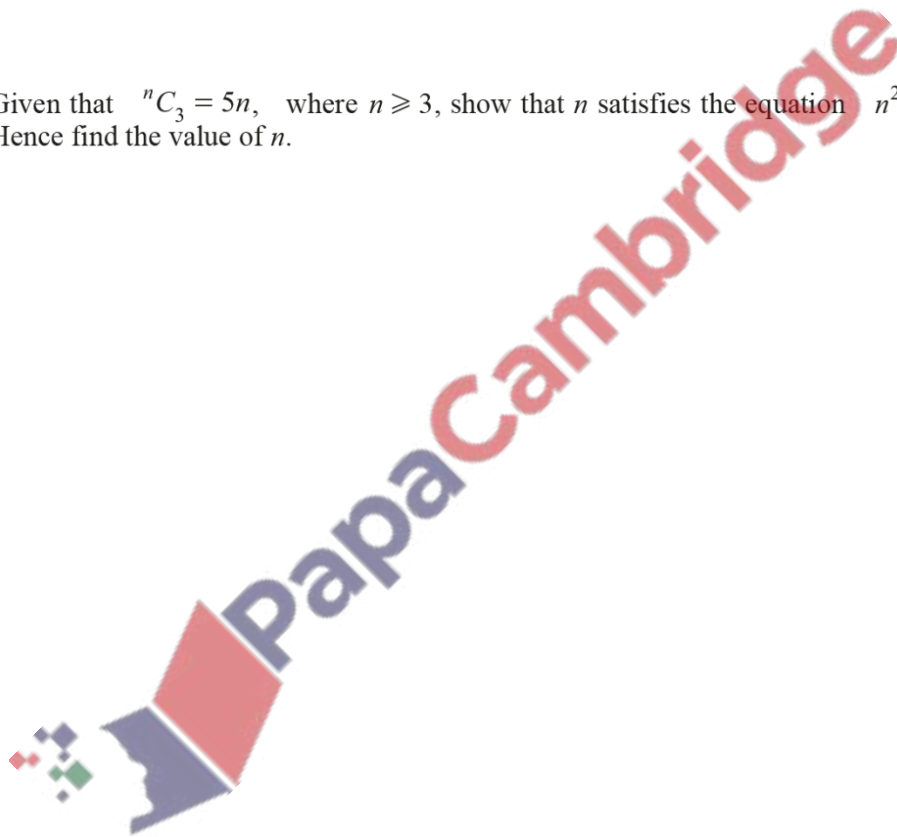 Given that ⁿC₃ = 5n, where n ⩾ 3, show that n satisfies the equation n²
Hence find the value of n.
PapaCambridge